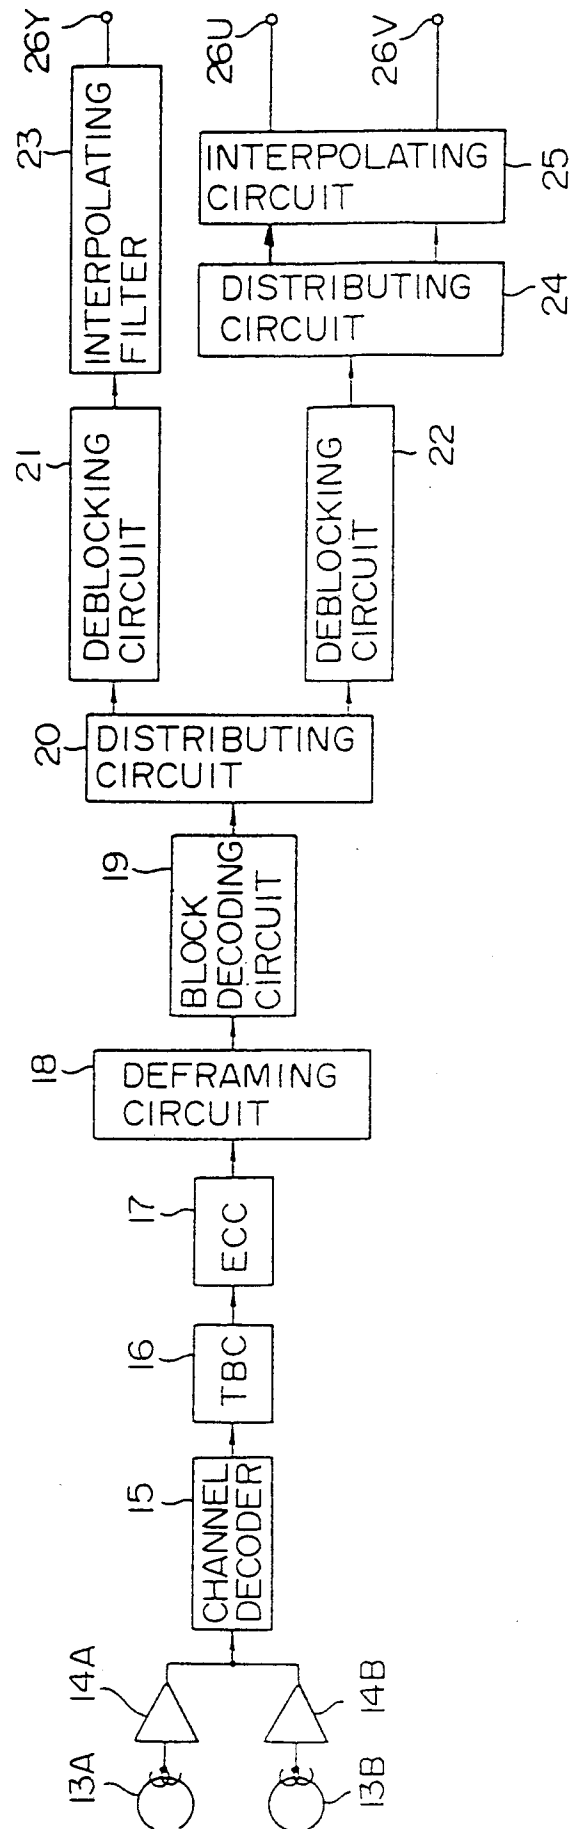 13A
14A
13B
14B
15
CHANNEL
DECODER
16
TBC
17
ECC
18
DEFRAMING
CIRCUIT
19
BLOCK
DECODING
CIRCUIT
20
DISTRIBUTING
CIRCUIT
21
DEBLOCKING
CIRCUIT
22
DEBLOCKING
CIRCUIT
23
INTERPOLATING
FILTER
24
DISTRIBUTING
CIRCUIT
25
INTERPOLATING
CIRCUIT
26Y
26U
26V